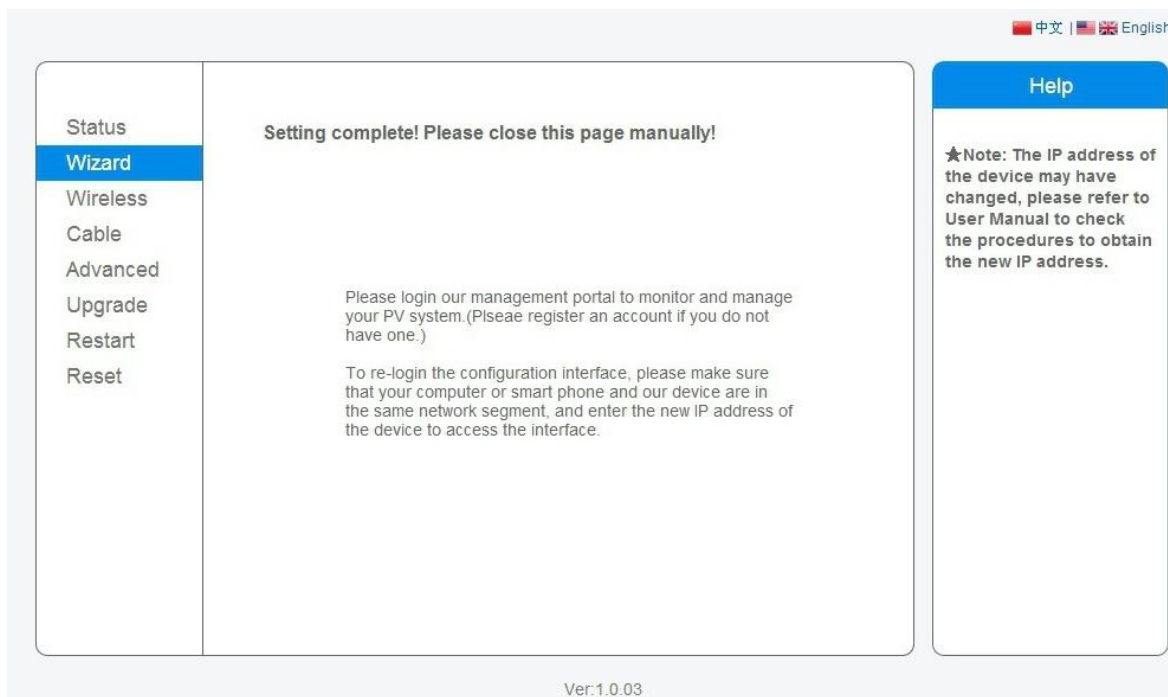 中文 | English
Help
Status
Wizard
Wireless
Cable
Advanced
Upgrade
Restart
Reset
Setting complete! Please close this page manually!
Please login our management portal to monitor and manage
your PV system.(Plseae register an account if you do not
have one.)
To re-login the configuration interface, please make sure
that your computer or smart phone and our device are in
the same network segment, and enter the new IP address of
the device to access the interface.
★Note: The IP address of
the device may have
changed, please refer to
User Manual to check
the procedures to obtain
the new IP address.
Ver:1.0.03